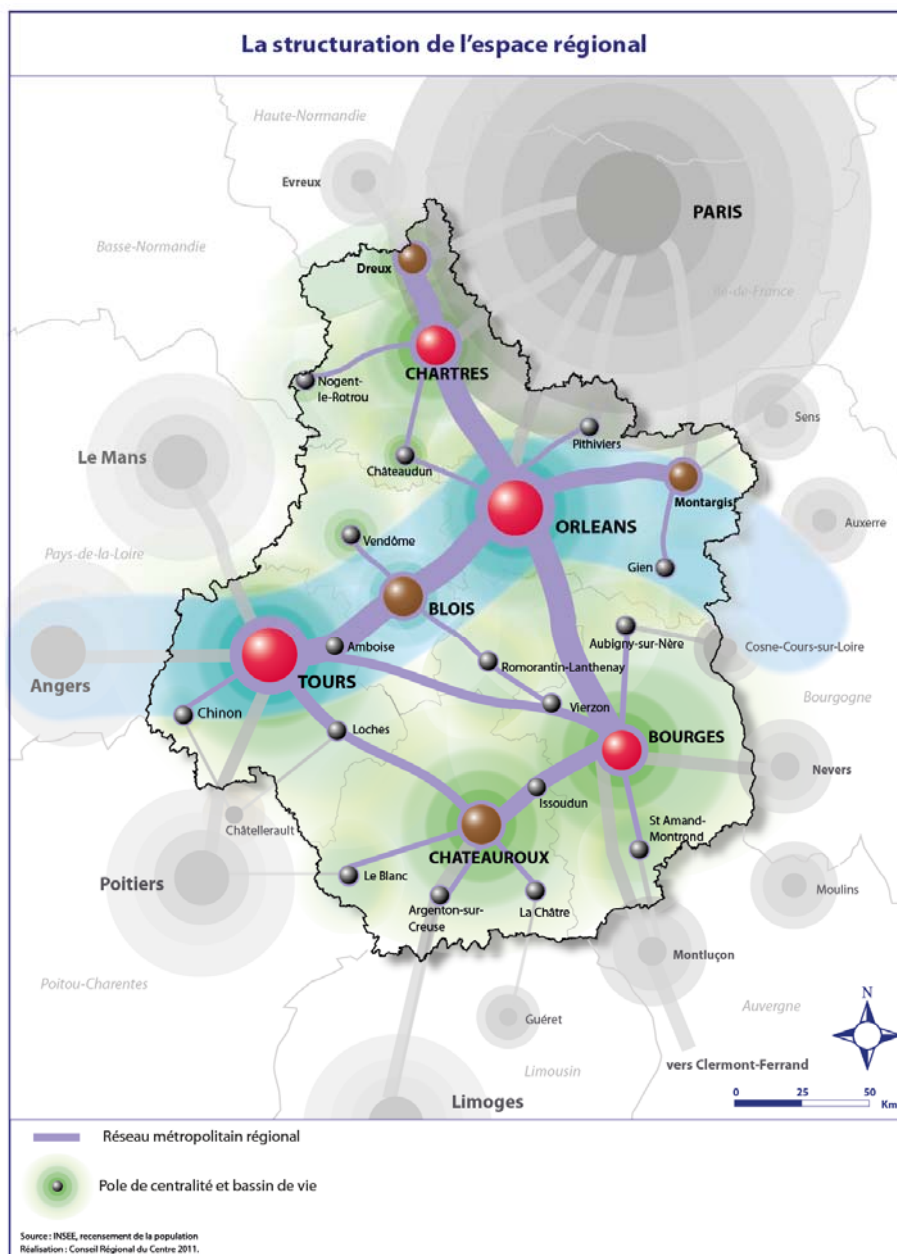 La structuration de l'espace régional
Haute-Normandie
Evreux
PARIS
Basse-Normandie
Dreux
Ile-de-France
CHARTRES
Nogent-
le-Rotrou
Sens
Pithiviers
Le Mans
Châteaudun
Montargis
ORLEANS
Auxerre
Vendôme
Pays-de-la-Loire
Gien
BLOIS
Amboise
Aubigny-sur-Nère
Cosne-Cours-sur-Loire
Romorantin-Lanthenay
Angers
TOURS
Bourgogne
Chinon
Vierzon
Loches
BOURGES
Nevers
Issoudun
Châtellerault
St Amand-
Montrond
CHATEAUROUX
Le Blanc
Poitiers
Moulins
Argenton-sur-
Creuse
La Châtre
Montluçon
Poitou-Charentes
N
Auvergne
Guéret
Limousin
vers Clermont-Ferrand
Limoges
0 25 50
Km
Réseau métropolitain régional
Pole de centralité et bassin de vie
Source : INSEE, recensement de la population
Réalisation : Conseil Régional du Centre 2011.